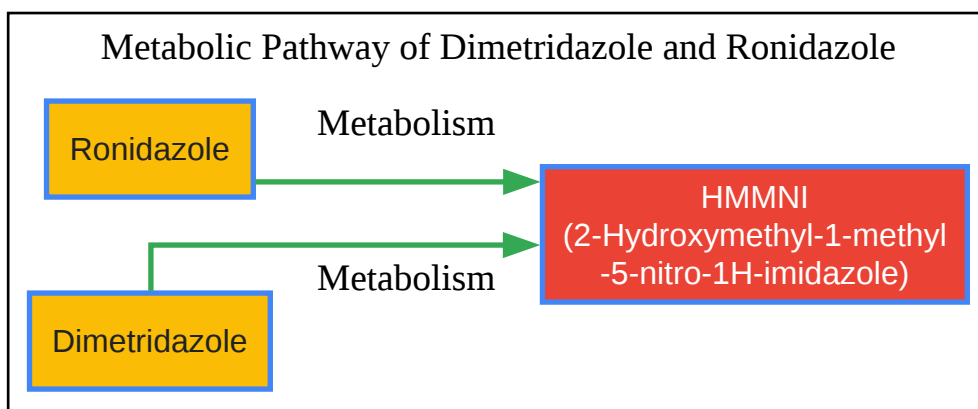 Metabolic Pathway of Dimetridazole and Ronidazole
Ronidazole
Metabolism
HMMNI
(2-Hydroxymethyl-1-methyl
-5-nitro-1H-imidazole)
Metabolism
Dimetridazole